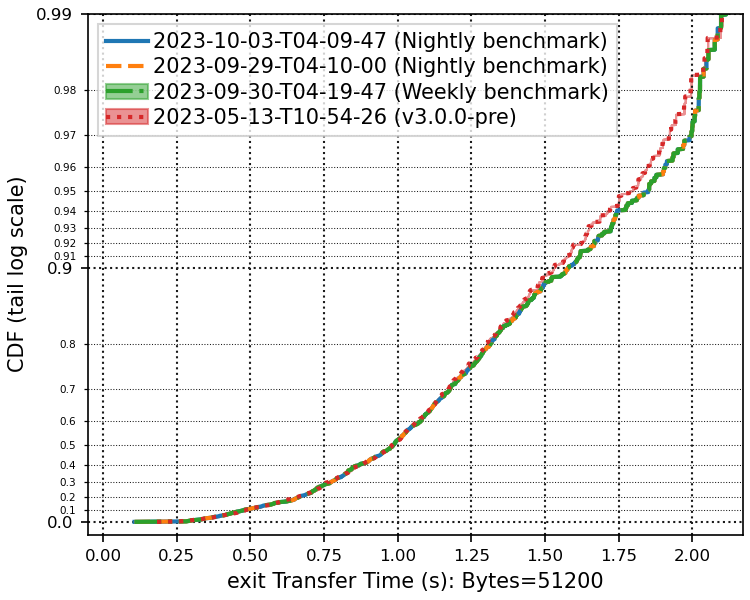 2023-10-03-T04-09-47 (Nightly benchmark)
2023-09-29-T04-10-00 (Nightly benchmark)
2023-09-30-T04-19-47 (Weekly benchmark)
2023-05-13-T10-54-26 (v3.0.0-pre)
CDF (tail log scale)
0.99
0.98
0.97
0.96
0.95
0.94
0.93
0.92
0.91
0.9
0.8
0.7
0.6
0.5
0.4
0.3
0.2
0.1
0.0
0.00 0.25 0.50 0.75 1.00 1.25 1.50 1.75 2.00
exit Transfer Time (s): Bytes=51200